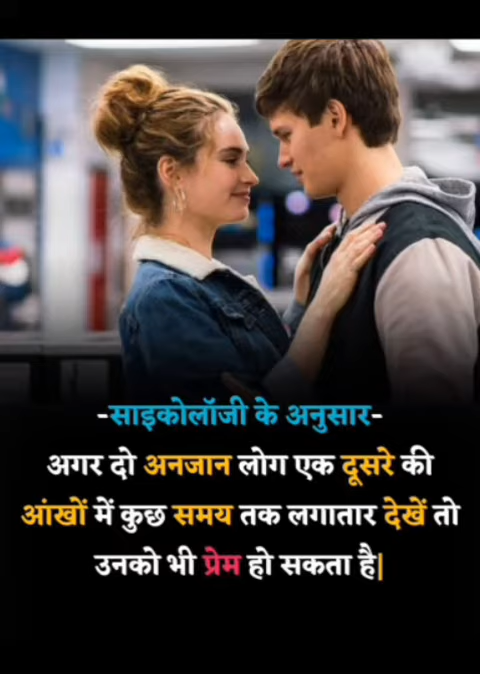 -साइकोलॉजी के अनुसार-
अगर दो अनजान लोग एक दूसरे की
आंखों में कुछ समय तक लगातार देखें तो
उनको भी प्रेम हो सकता है|